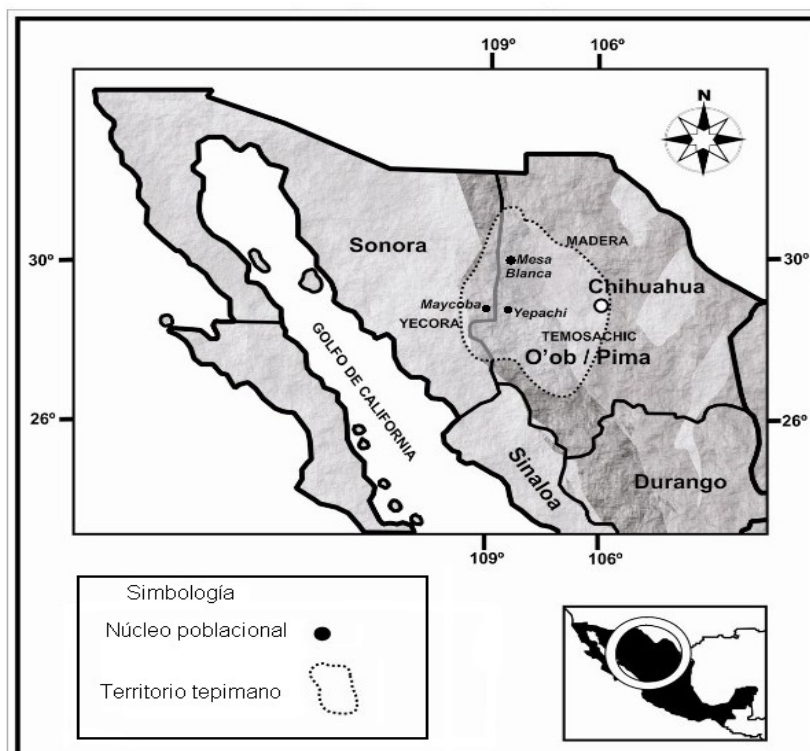 109º 106º
N
Sonora
MADERA
30º 30º
Mesa
Blanca
Chihuahua
Maycoba
Yepachi
YECORA
TEMOSACHIC
O'ob / Pima
GOLFO DE CALIFORNIA
26º 26º
Sinaloa
Durango
109º 106º
Simbología
Núcleo poblacional
Territorio tepimano